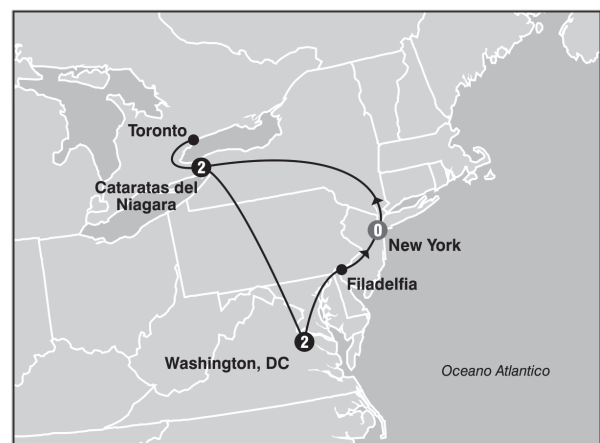 Toronto
2
Cataratas del
Niagara
0
New York
Filadelfia
2
Washington, DC
Oceano Atlantico